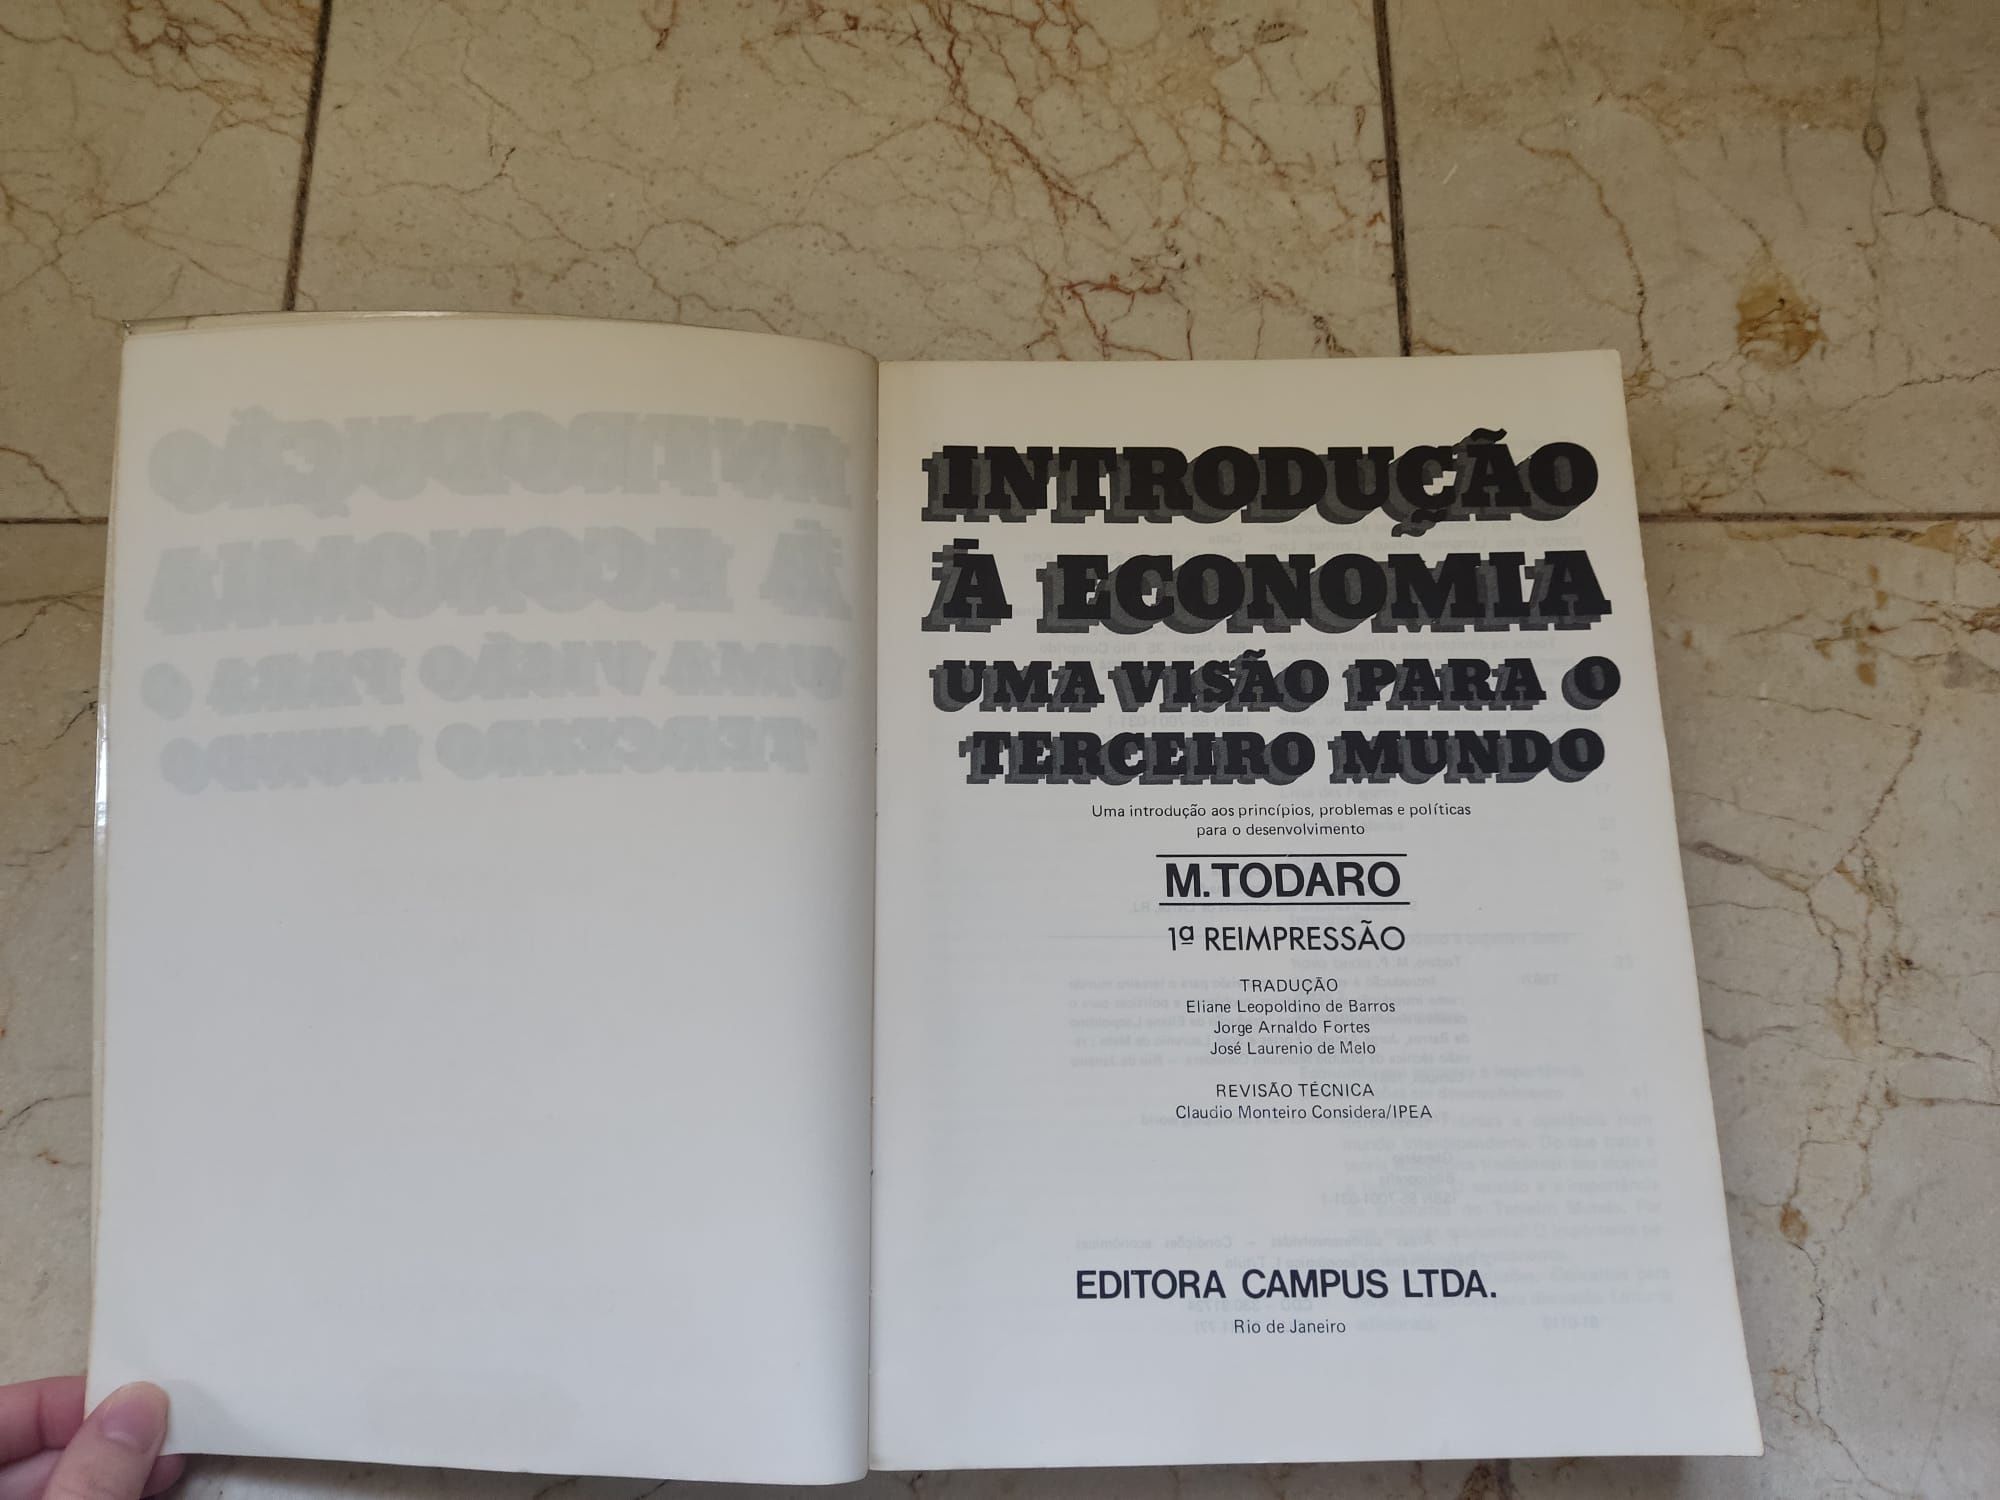 INTRODUÇÃO
À ECONOMIA
UMA VISÃO PARA O
TERCEIRO MUNDO
Uma introdução aos princípios, problemas e políticas
para o desenvolvimento
M.TODARO
1ª REIMPRESSÃO
TRADUÇÃO
Eliane Leopoldino de Barros
Jorge Arnaldo Fortes
José Laurenio de Melo
REVISÃO TÉCNICA
Claudio Monteiro Considera/IPEA
EDITORA CAMPUS LTDA.
Rio de Janeiro